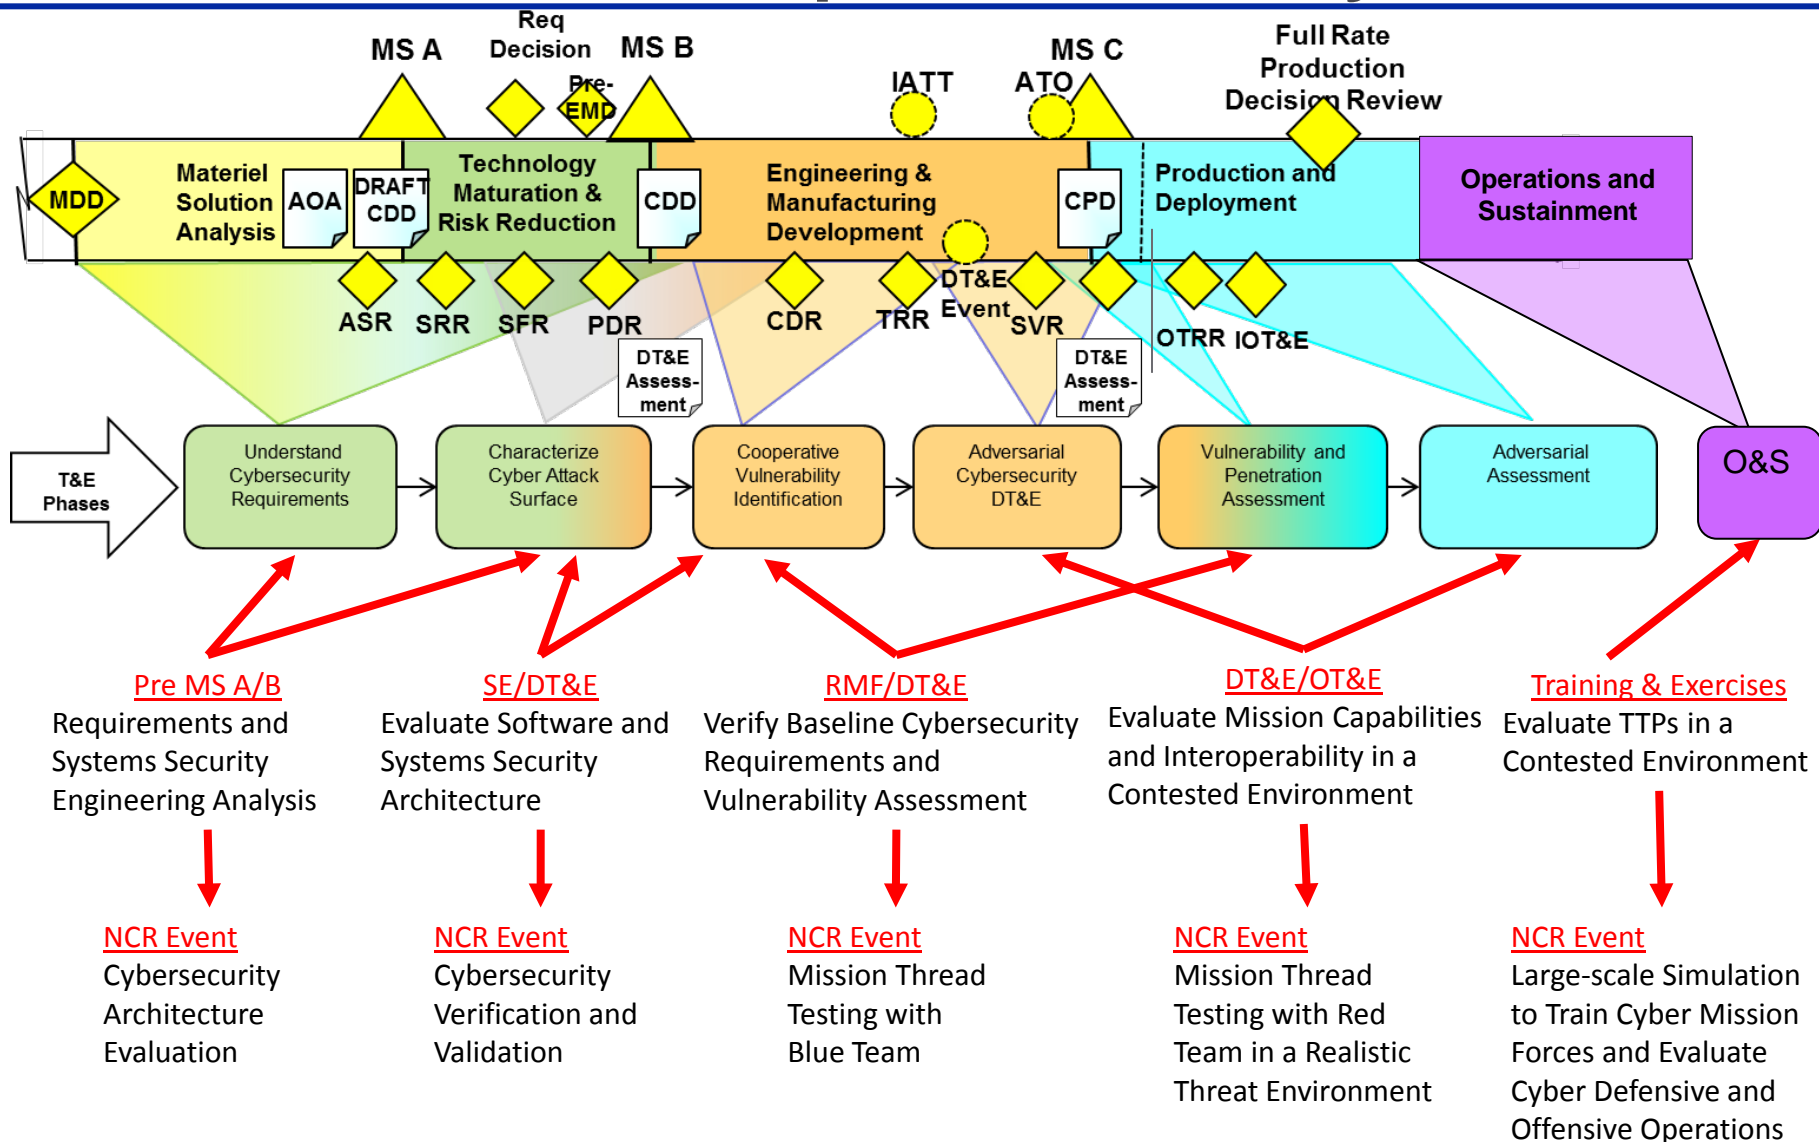 Req
Decision
MS A
MS B
Pre-
EMD
IATT
ATO
MS C
Full Rate
Production
Decision Review
MDD
Materiel
Solution
Analysis
AOA
DRAFT
CDD
Technology
Maturation &
Risk Reduction
CDD
Engineering &
Manufacturing
Development
CPD
Production and
Deployment
Operations and
Sustainment
ASR
SRR
SFR
PDR
CDR
TRR
DT&E
Event
SVR
OTRR
IOT&E
DT&E
Assess-
ment
DT&E
Assess-
ment
T&E
Phases
Understand
Cybersecurity
Requirements
Characterize
Cyber Attack
Surface
Cooperative
Vulnerability
Identification
Adversarial
Cybersecurity
DT&E
Vulnerability and
Penetration
Assessment
Adversarial
Assessment
O&S
Pre MS A/B
Requirements and
Systems Security
Engineering Analysis
SE/DT&E
Evaluate Software and
Systems Security
Architecture
RMF/DT&E
Verify Baseline Cybersecurity
Requirements and
Vulnerability Assessment
DT&E/OT&E
Evaluate Mission Capabilities
and Interoperability in a
Contested Environment
Training & Exercises
Evaluate TTPs in a
Contested Environment
NCR Event
Cybersecurity
Architecture
Evaluation
NCR Event
Cybersecurity
Verification and
Validation
NCR Event
Mission Thread
Testing with
Blue Team
NCR Event
Mission Thread
Testing with Red
Team in a Realistic
Threat Environment
NCR Event
Large-scale Simulation
to Train Cyber Mission
Forces and Evaluate
Cyber Defensive and
Offensive Operations